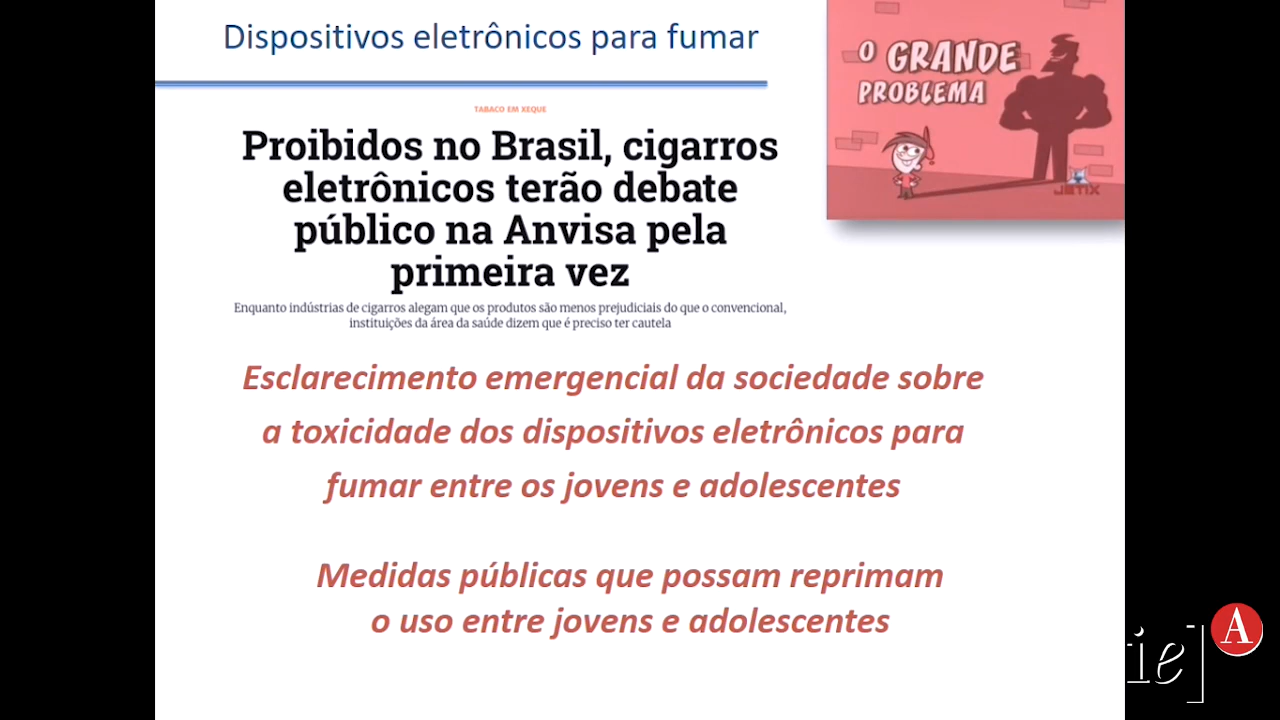 Dispositivos eletrônicos para fumar
O GRANDE
PROBLEMA
JETIX
TABACO EM XEQUE
Proibidos no Brasil, cigarros
eletrônicos terão debate
público na Anvisa pela
primeira vez
Enquanto indústrias de cigarros alegam que os produtos são menos prejudiciais do que o convencional,
instituições da área da saúde dizem que é preciso ter cautela
Esclarecimento emergencial da sociedade sobre
a toxicidade dos dispositivos eletrônicos para
fumar entre os jovens e adolescentes
Medidas públicas que possam reprimam
o uso entre jovens e adolescentes
ie]
A